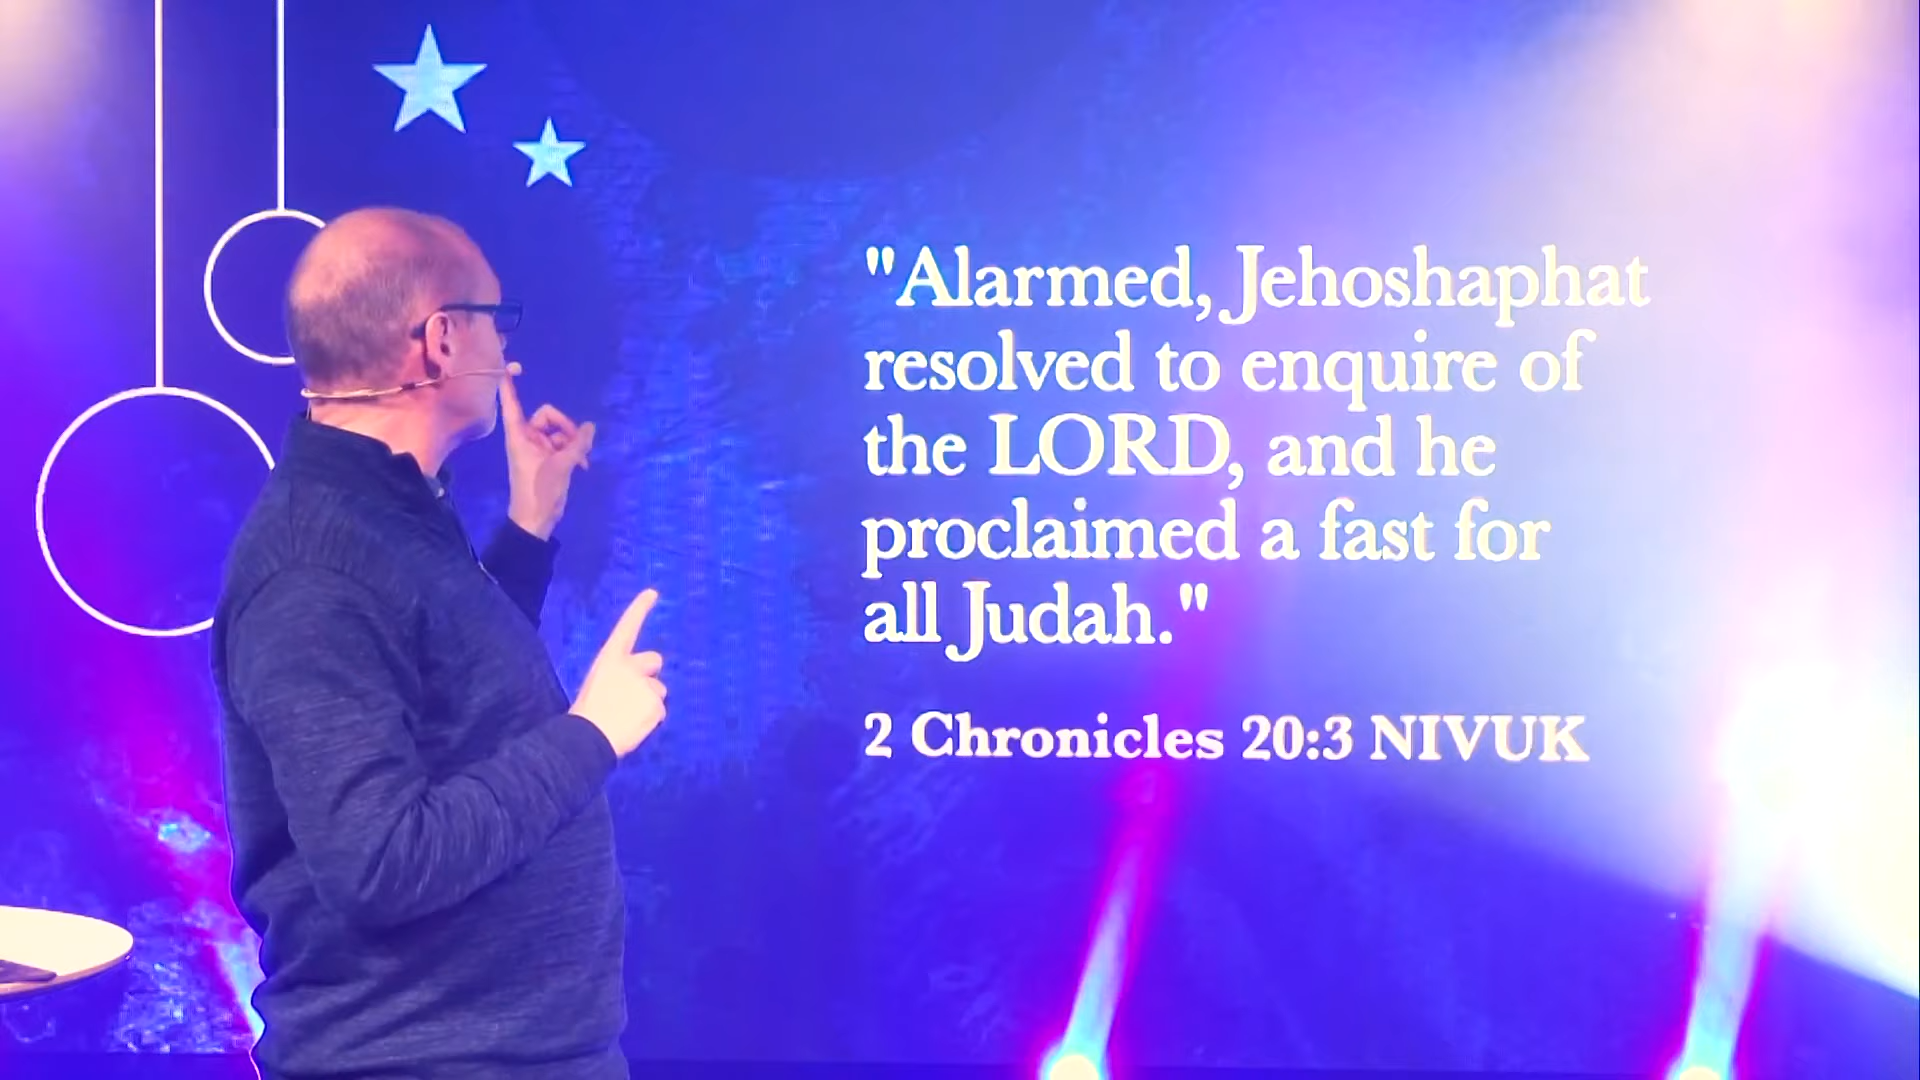 "Alarmed, Jehoshaphat
resolved to enquire of
the LORD, and he
proclaimed a fast for
all Judah."
2 Chronicles 20:3 NIVUK